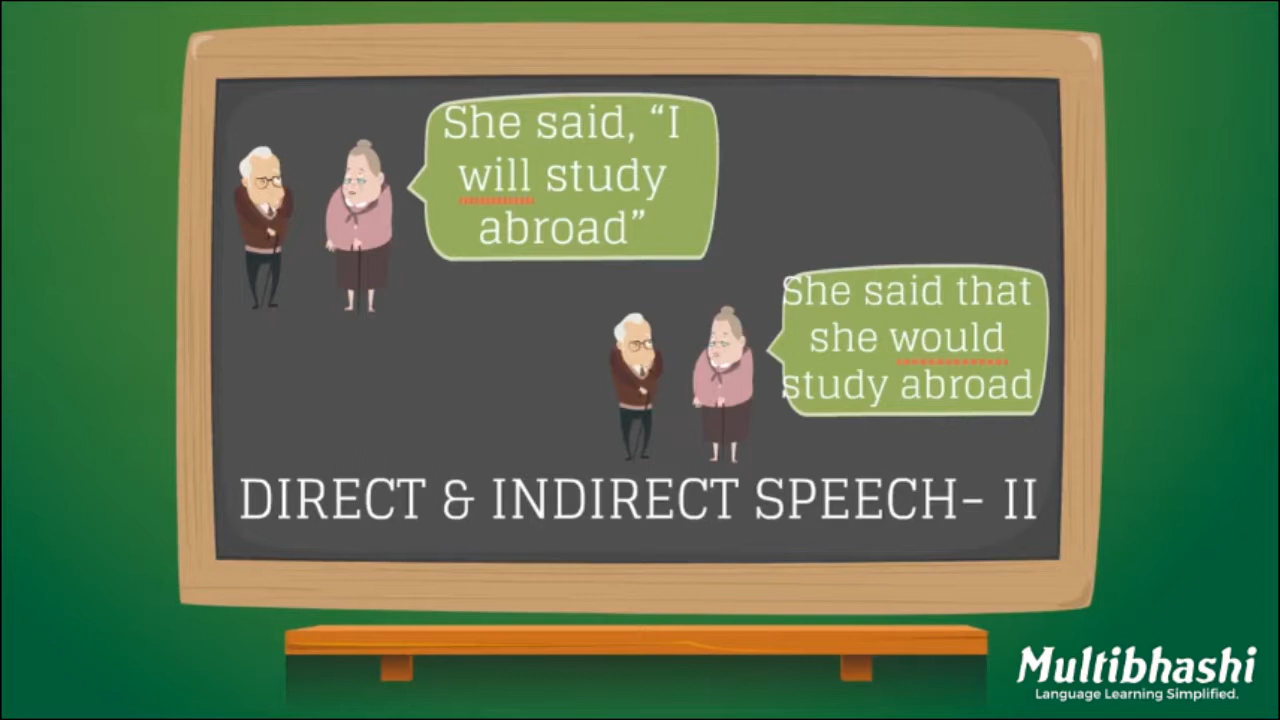 She said, “I
will study
abroad”
She said that
she would
study abroad
DIRECT & INDIRECT SPEECH- II
Multibhashi
Language Learning Simplified.